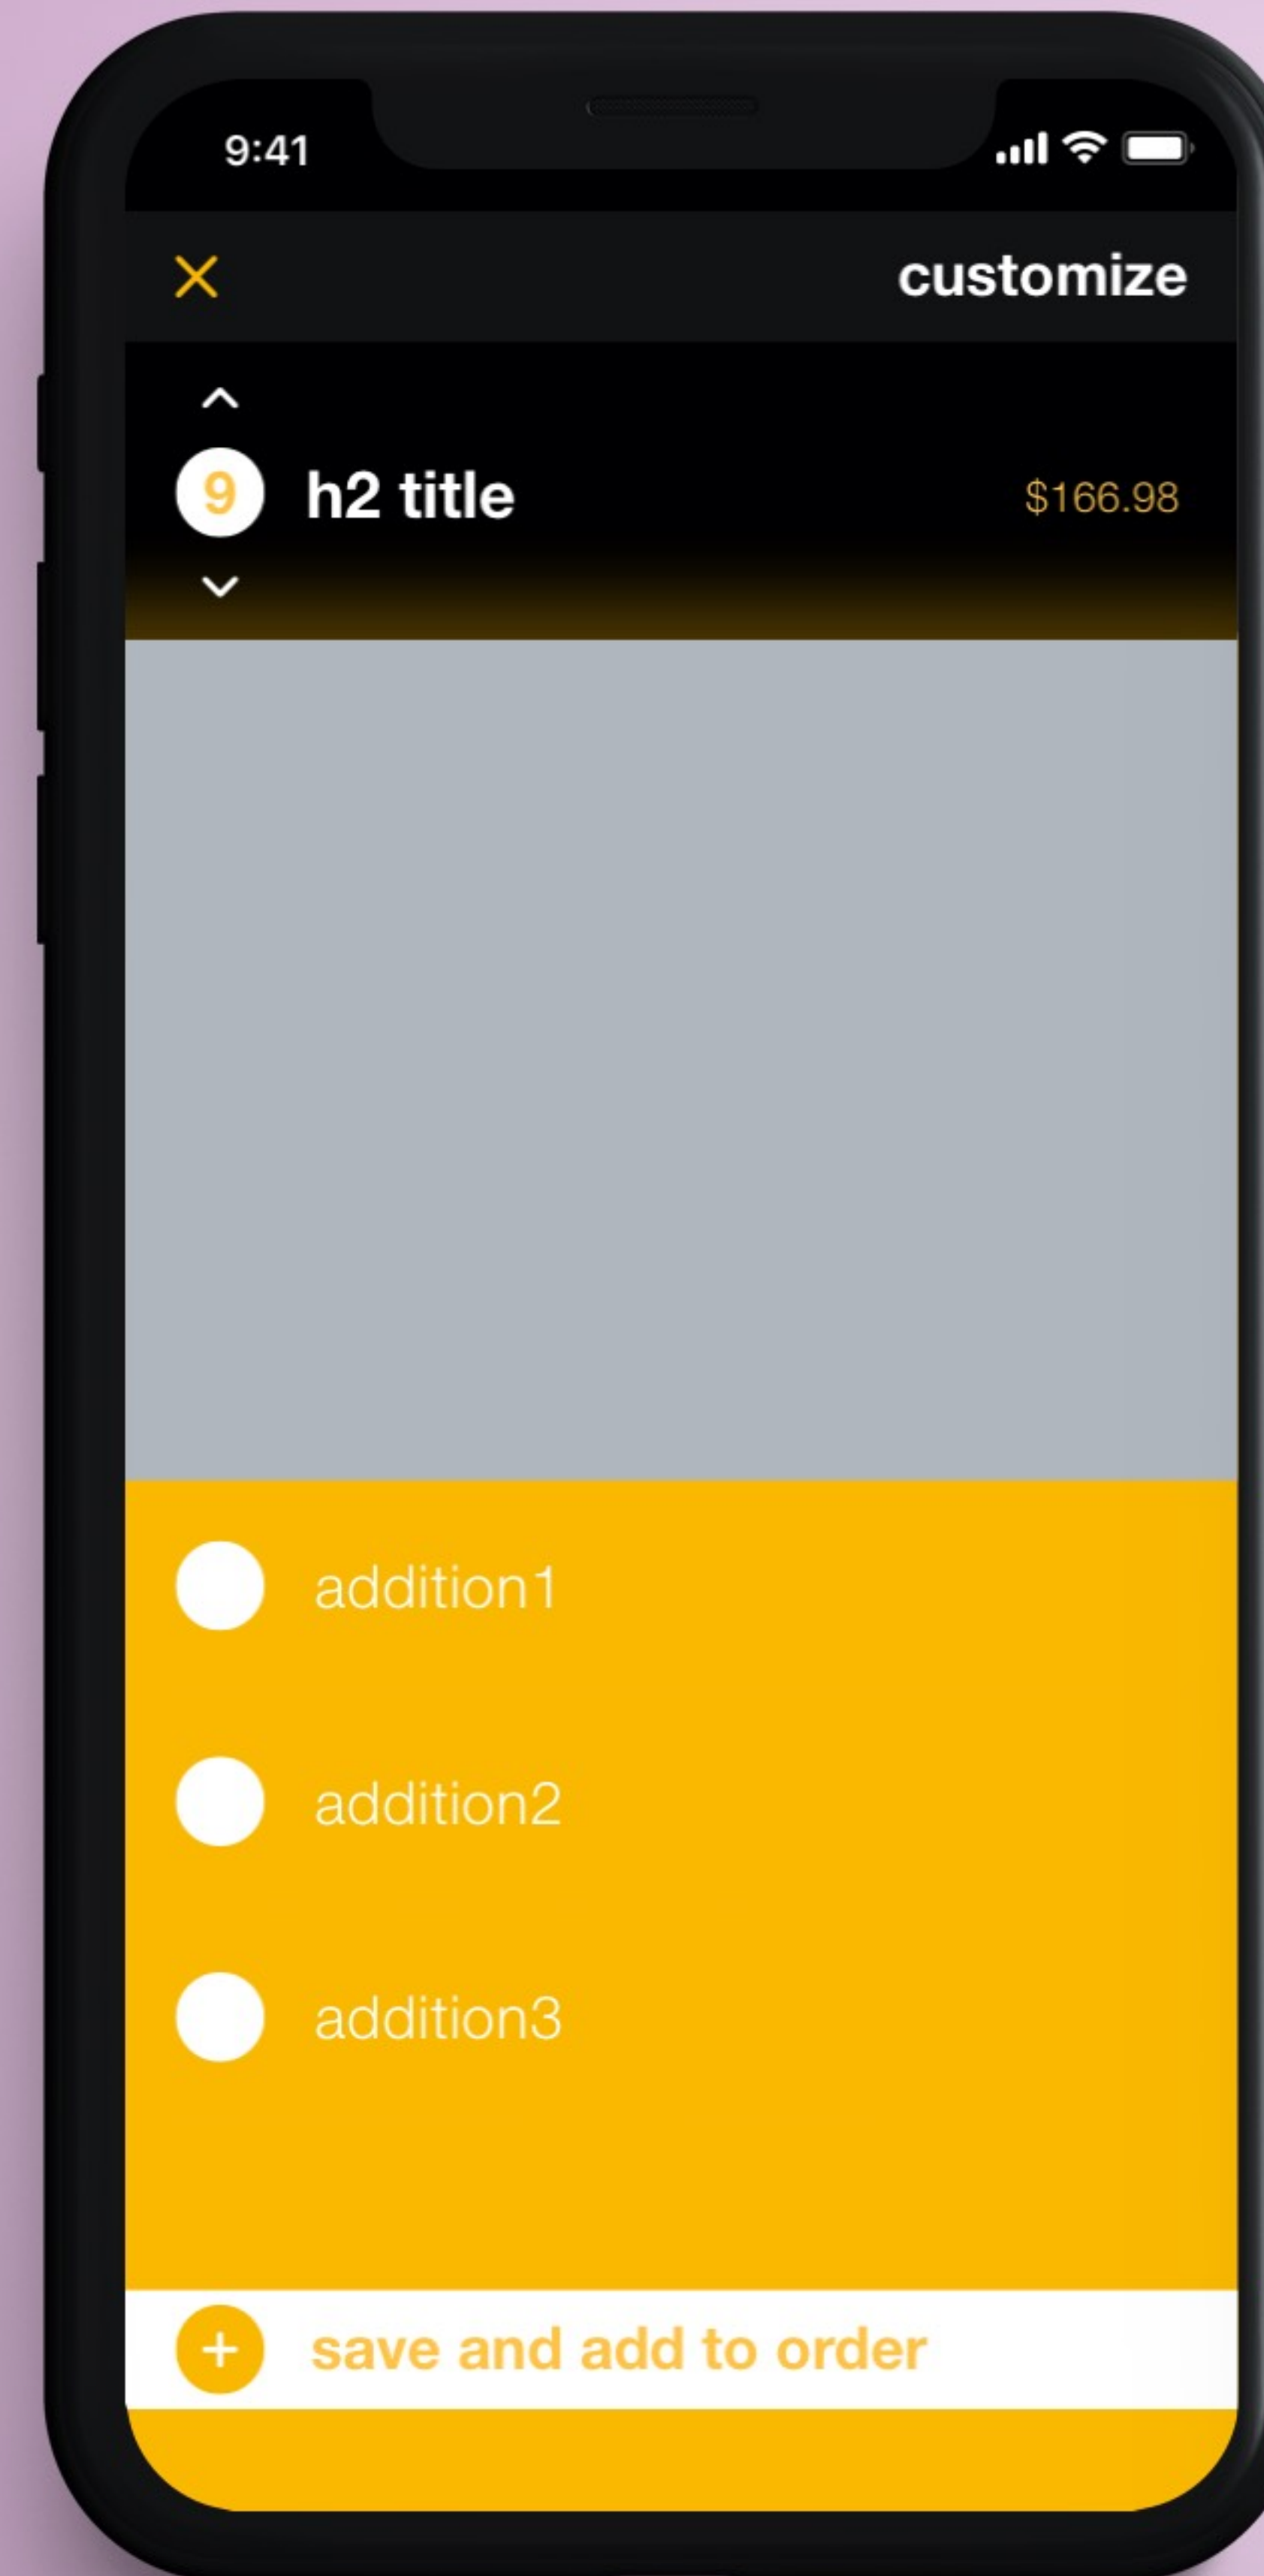 9:41
customize
9 h2 title $166.98
addition1
addition2
addition3
save and add to order